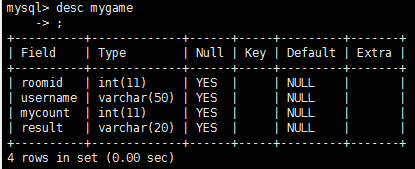 mysql> desc mygame
    -> ;
+----------+-------------+------+-----+---------+-------+
| Field    | Type        | Null | Key | Default | Extra |
+----------+-------------+------+-----+---------+-------+
| roomid   | int(11)     | YES  |     | NULL    |       |
| username | varchar(50) | YES  |     | NULL    |       |
| mycount  | int(11)     | YES  |     | NULL    |       |
| result   | varchar(20) | YES  |     | NULL    |       |
+----------+-------------+------+-----+---------+-------+
4 rows in set (0.00 sec)